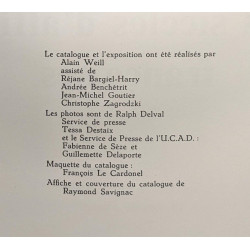 Le catalogue et l'exposition ont été réalisés par
Alain Weill
assisté de
Réjane Bargiel-Harry
Andrée Benchétrit
Jean-Michel Goutier
Christophe Zagrodzki
Les photos sont de Ralph Delval
Service de presse
Tessa Destaix
et le Service de Presse de l'U.C.A.D. :
Fabienne de Sèze et
Guillemette Delaporte
Maquette du catalogue :
François Le Cardonel
Affiche et couverture du catalogue de
Raymond Savignac